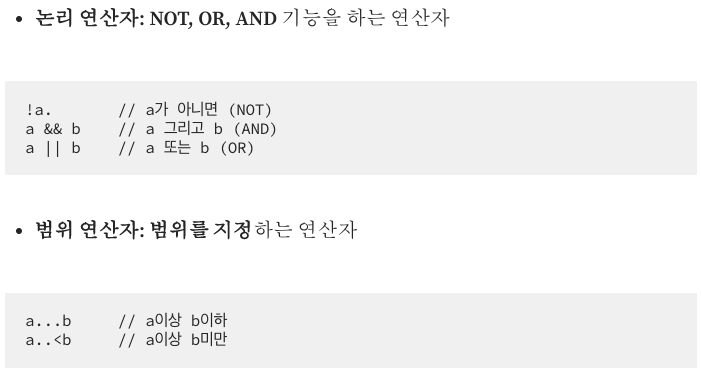 • 논리 연산자: NOT, OR, AND 기능을 하는 연산자
!a.       // a가 아니면 (NOT)
a && b    // a 그리고 b (AND)
a || b    // a 또는 b (OR)
• 범위 연산자: 범위를 지정하는 연산자
a...b     // a이상 b이하
a..<b     // a이상 b미만